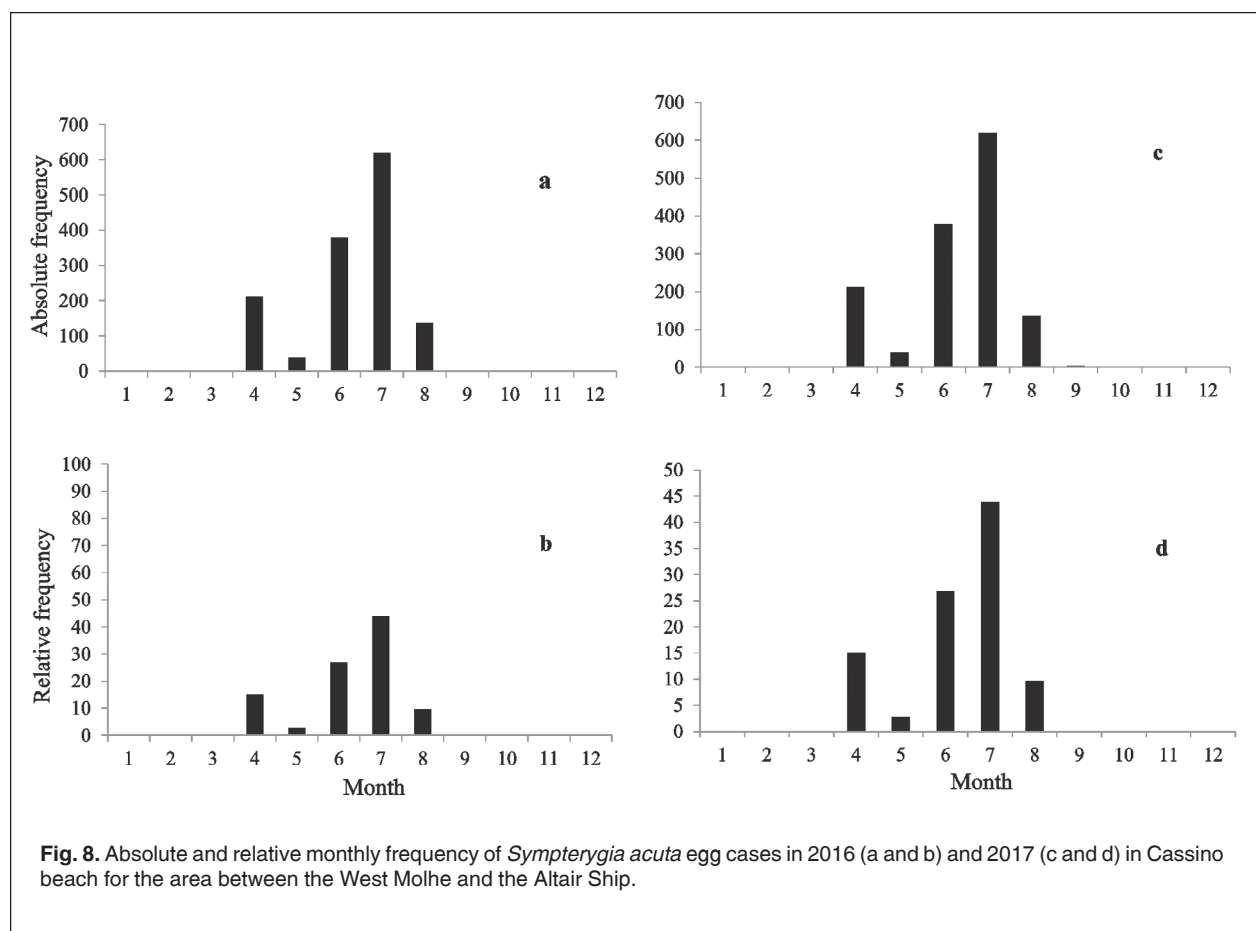 700
600
500
400
300
200
100
0
Absolute frequency
a
1 2 3 4 5 6 7 8 9 10 11 12
700
600
500
400
300
200
100
0
c
1 2 3 4 5 6 7 8 9 10 11 12
100
90
80
70
60
50
40
30
20
10
0
Relative frequency
b
1 2 3 4 5 6 7 8 9 10 11 12
Month
50
45
40
35
30
25
20
15
10
5
0
d
1 2 3 4 5 6 7 8 9 10 11 12
Month
Fig. 8. Absolute and relative monthly frequency of Sympterygia acuta egg cases in 2016 (a and b) and 2017 (c and d) in Cassino
beach for the area between the West Molhe and the Altair Ship.